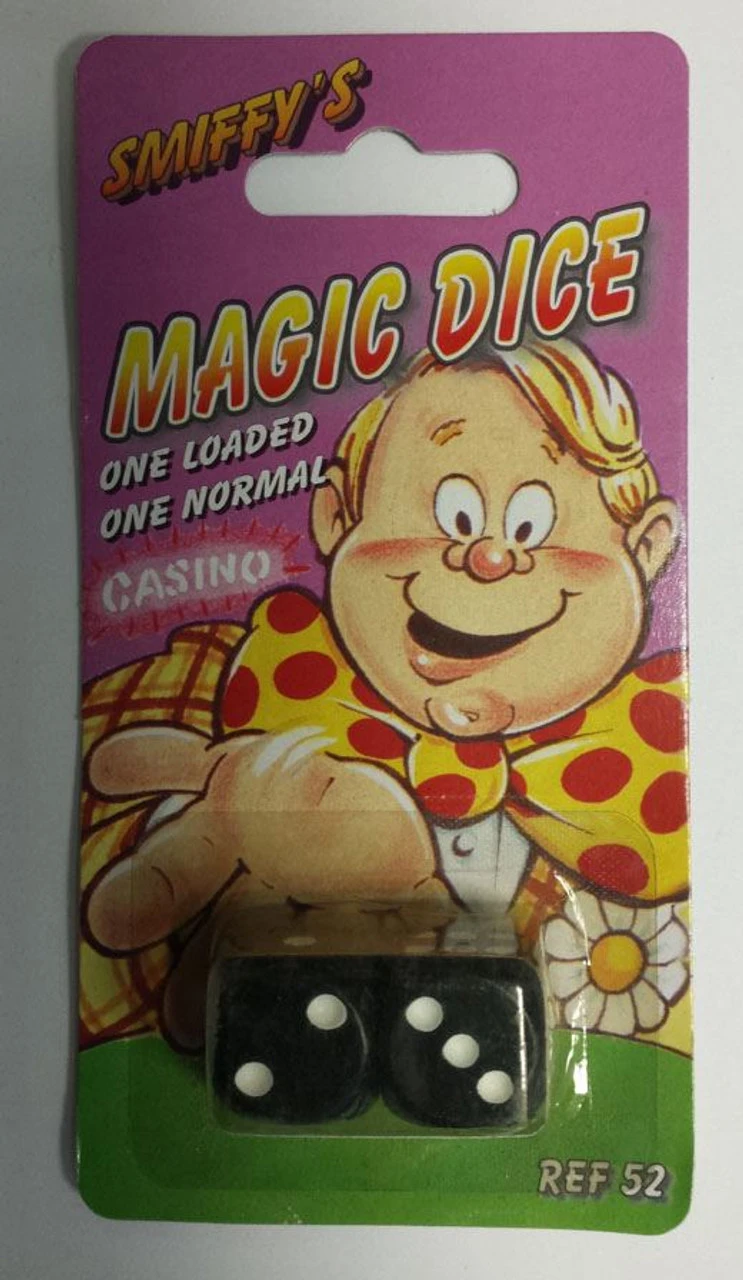 SMIFFY'S
MAGIC DICE
ONE LOADED
ONE NORMAL
CASINO
REF 52